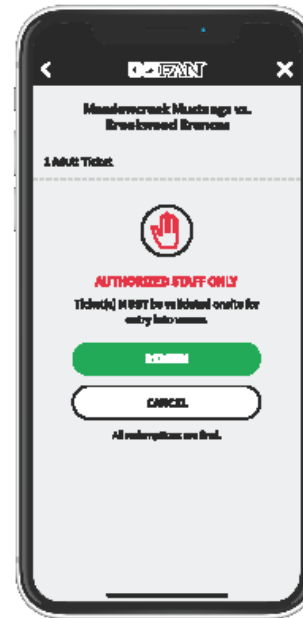 GOFAN
Meadowcreek Mustangs vs.
Brookwood Broncos
1 Adult Ticket
AUTHORIZED STAFF ONLY
Ticket(s) MUST be validated onsite for
entry into venue.
CANCEL
All redemptions are final.